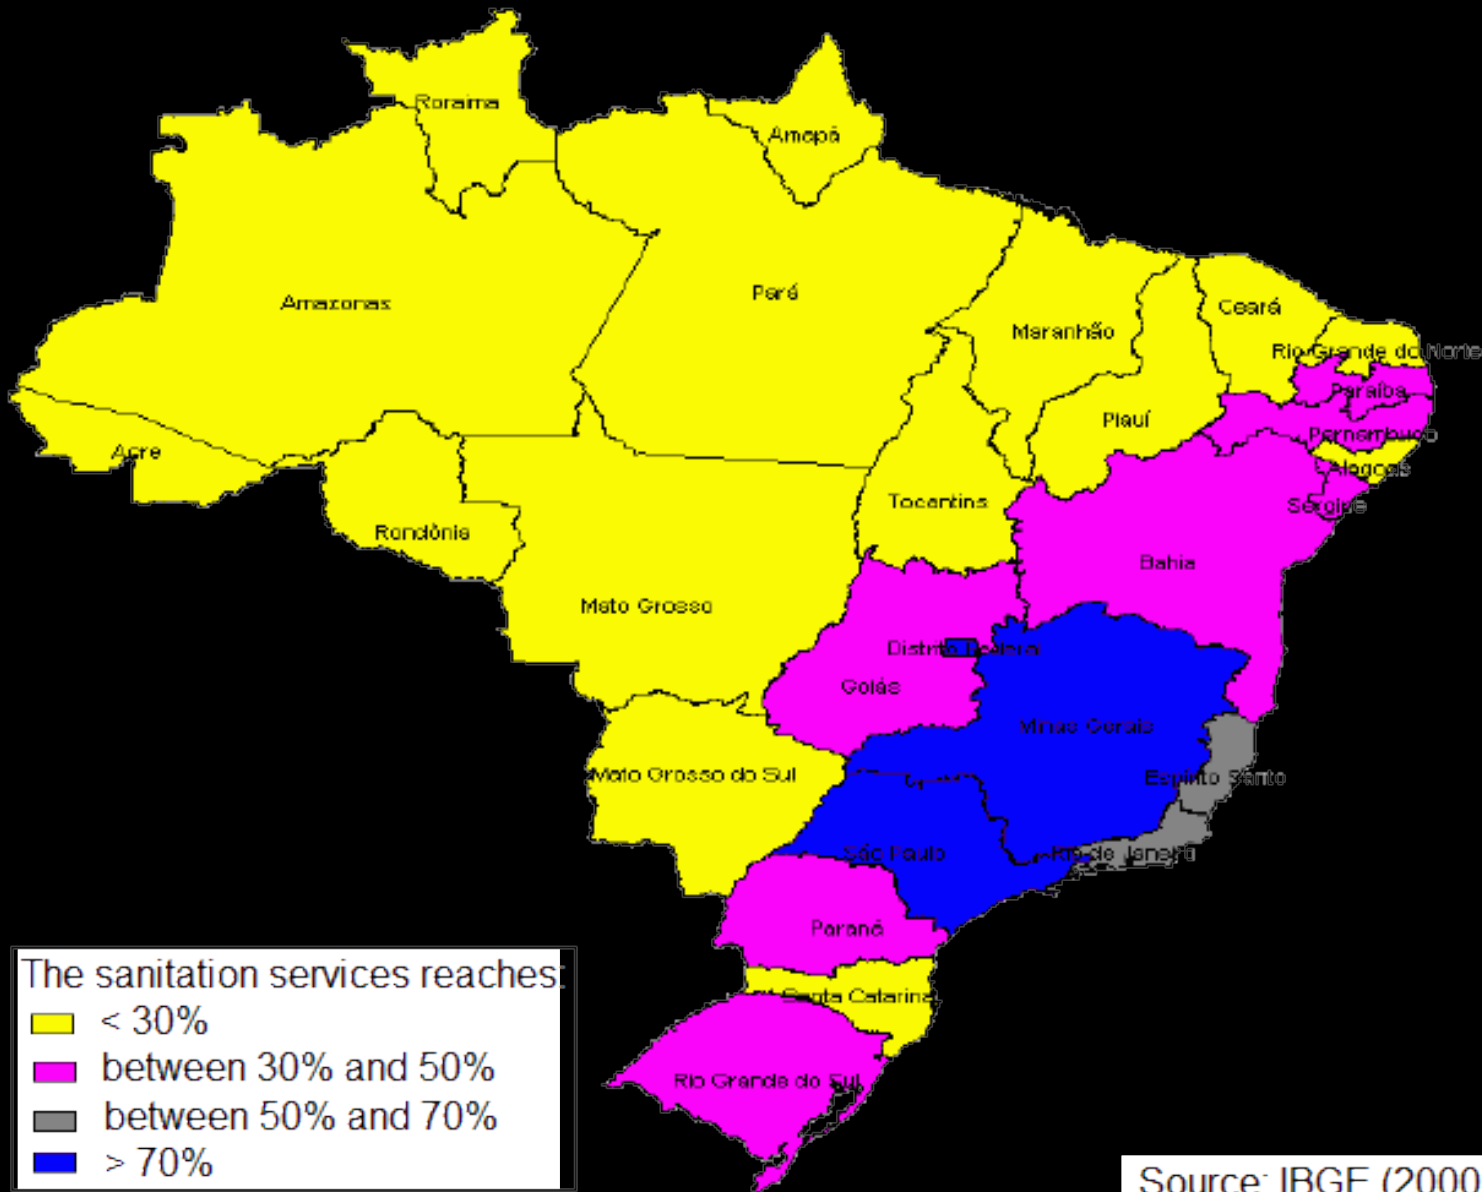 Roraima
Amapá
Amazonas
Pará
Maranhão
Ceará
Rio Grande do Norte
Paraíba
Piauí
Pernambuco
Acre
Alagoas
Tocantins
Sergipe
Rondônia
Bahia
Mato Grosso
Distrito Federal
Goiás
Minas Gerais
Mato Grosso do Sul
Espírito Santo
São Paulo
Rio de Janeiro
Paraná
Santa Catarina
Rio Grande do Sul
The sanitation services reaches:
< 30%
between 30% and 50%
between 50% and 70%
> 70%
Source: IBGE (2000